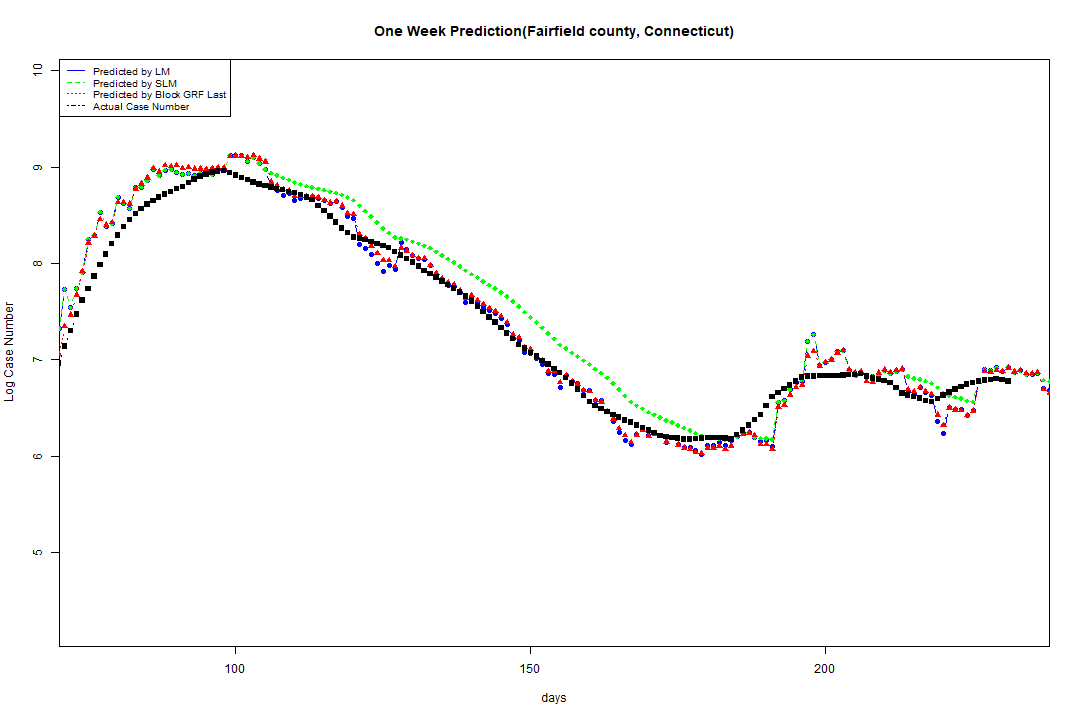 One Week Prediction(Fairfield county, Connecticut)
Predicted by LM
Predicted by SLM
Predicted by Block GRF Last
Actual Case Number
10
9
8
7
6
5
Log Case Number
100
150
200
days